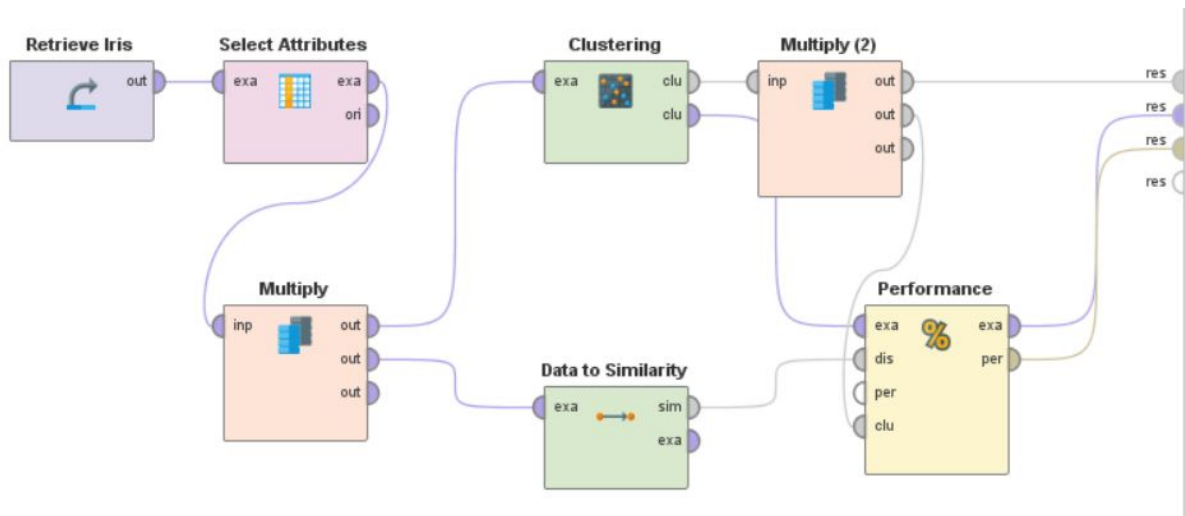 Retrieve Iris
out
Select Attributes
exa exa
ori
Clustering
exa clu
clu
Multiply (2)
inp out
out
out
res
res
res
res
Multiply
inp out
out
out
Data to Similarity
exa sim
exa
Performance
exa exa
dis per
per
clu
%